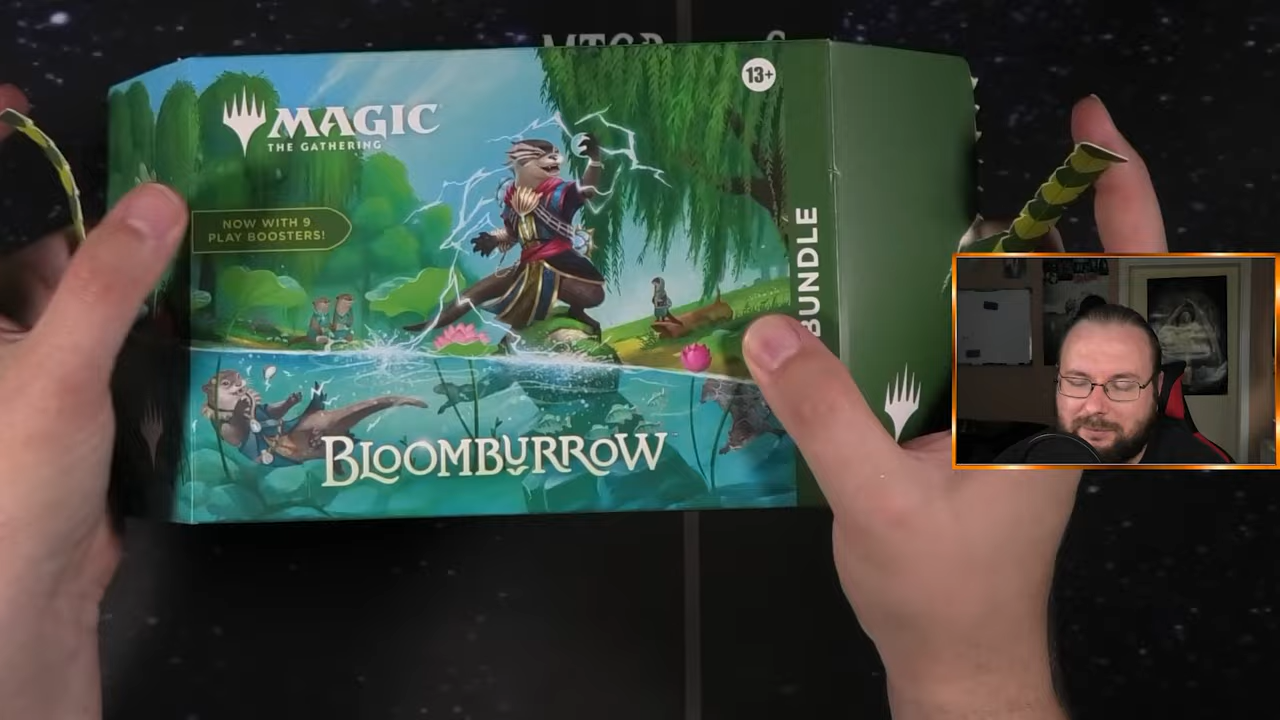 13+
MAGIC
THE GATHERING
NOW WITH 9
PLAY BOOSTERS!
BUNDLE
BLOOMBURROW